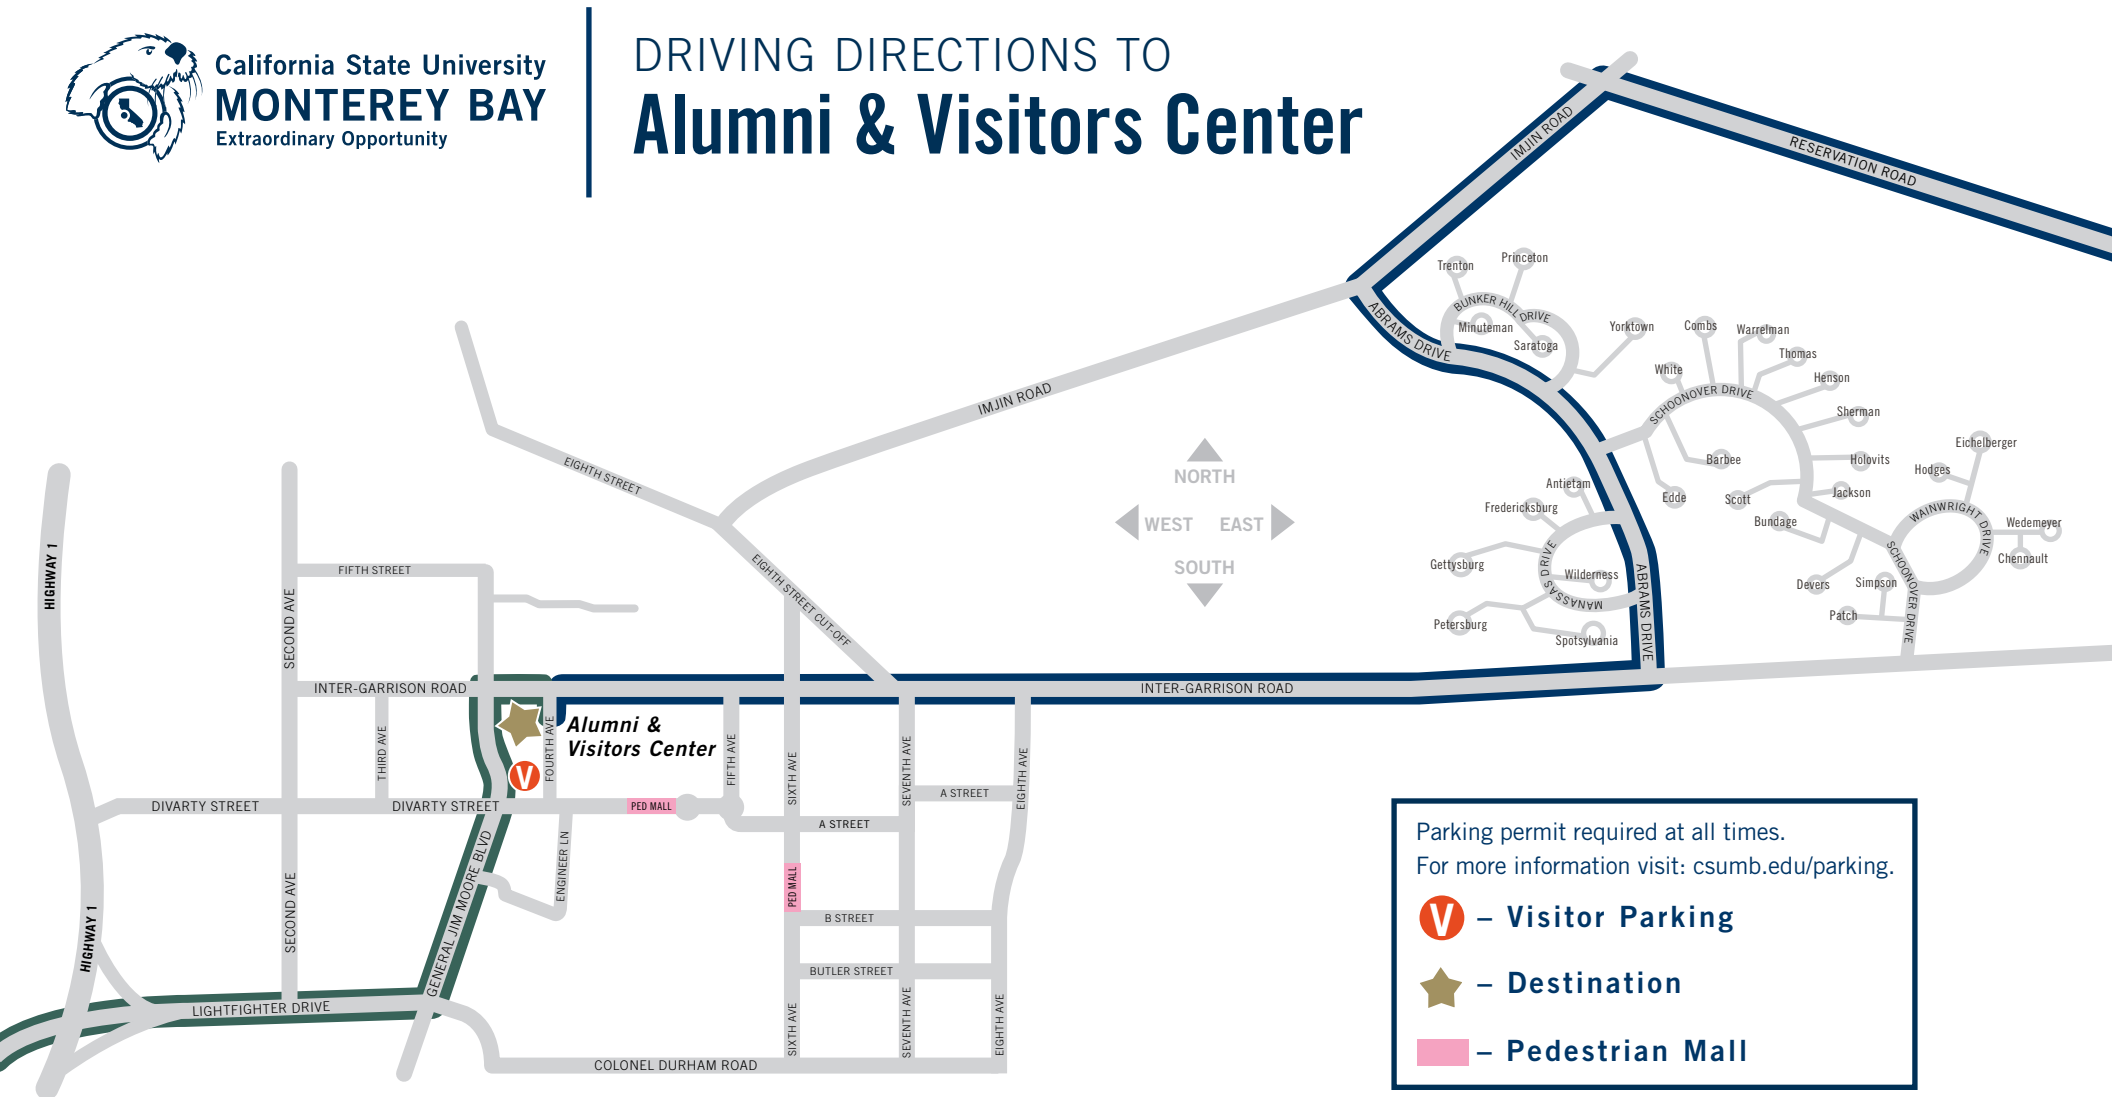 California State University
MONTEREY BAY
Extraordinary Opportunity
DRIVING DIRECTIONS TO
Alumni & Visitors Center
IMJIN ROAD
RESERVATION ROAD
Trenton
Princeton
BUNKER HILL DRIVE
Minuteman
Saratoga
ABRAMS DRIVE
Yorktown
Combs
Warrelman
Thomas
White
Henson
SCHOONOVER DRIVE
Sherman
IMJIN ROAD
Eichelberger
Barbee
Holovits
Hodges
EIGHTH STREET
NORTH
WEST
EAST
SOUTH
Antietam
Fredericksburg
Edde
Scott
Jackson
Bundage
WAINWRIGHT DRIVE
Wedemeyer
Chennault
Gettysburg
MANASSAS DRIVE
Wilderness
ABRAMS DRIVE
SCHOONOVER DRIVE
Devers
Simpson
Patch
Petersburg
Spotsylvania
HIGHWAY 1
FIFTH STREET
SECOND AVE
EIGHTH STREET CUT-OFF
INTER-GARRISON ROAD
INTER-GARRISON ROAD
THIRD AVE
FOURTH AVE
Alumni &
Visitors Center
FIFTH AVE
SIXTH AVE
SEVENTH AVE
EIGHTH AVE
V
DIVARTY STREET
DIVARTY STREET
PED MALL
A STREET
A STREET
GENERAL JIM MOORE BLVD
ENGINEER LN
PED MALL
SECOND AVE
HIGHWAY 1
B STREET
BUTLER STREET
LIGHTFIGHTER DRIVE
SIXTH AVE
SEVENTH AVE
EIGHTH AVE
COLONEL DURHAM ROAD
Parking permit required at all times.
For more information visit: csumb.edu/parking.
V – Visitor Parking
– Destination
– Pedestrian Mall